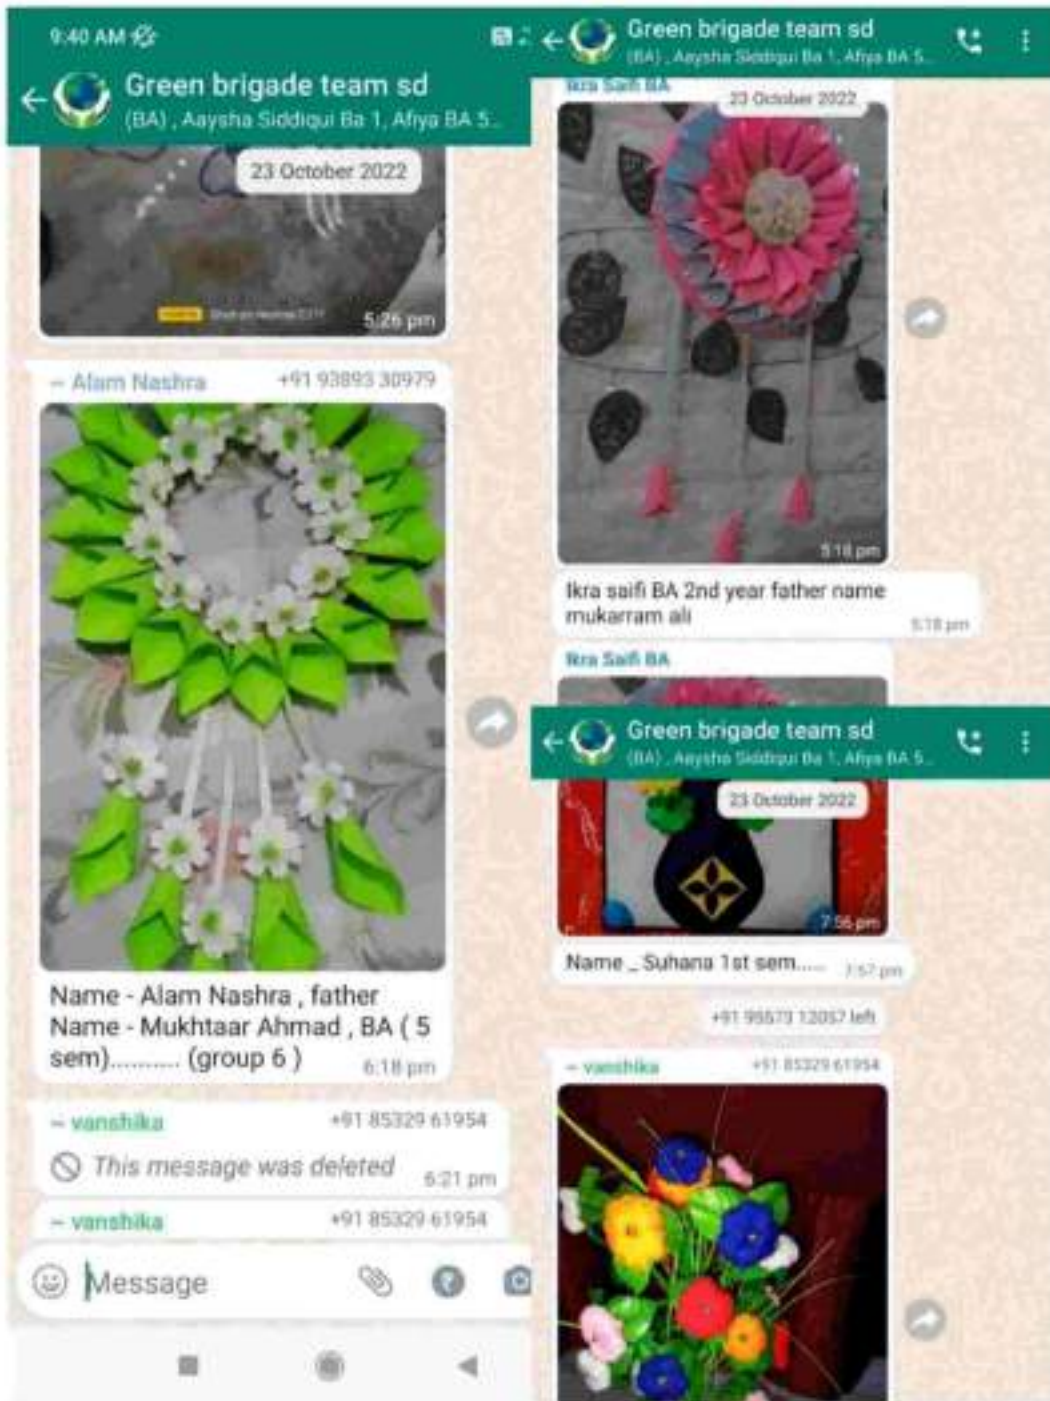 9:40 AM
Green brigade team sd
(BA) , Aaysha Siddiqui Ba 1, Afiya BA 5...
23 October 2022
5:26 pm
~ Alam Nashra +91 93893 30979
Name - Alam Nashra , father
Name - Mukhtaar Ahmad , BA ( 5
sem).......... (group 6 )
6:18 pm
~ vanshika +91 85329 61954
This message was deleted
6:21 pm
~ vanshika +91 85329 61954
Message
Green brigade team sd
(BA) , Aaysha Siddiqui Ba 1, Afiya BA 5...
Ikra Saifi BA
23 October 2022
5:18 pm
Ikra saifi BA 2nd year father name
mukarram ali
5:18 pm
Ikra Saifi BA
Green brigade team sd
(BA) , Aaysha Siddiqui Ba 1, Afiya BA 5...
23 October 2022
7:56 pm
Name _ Suhana 1st sem.....
7:57 pm
+91 95573 12057 left
~ vanshika +91 85329 61954